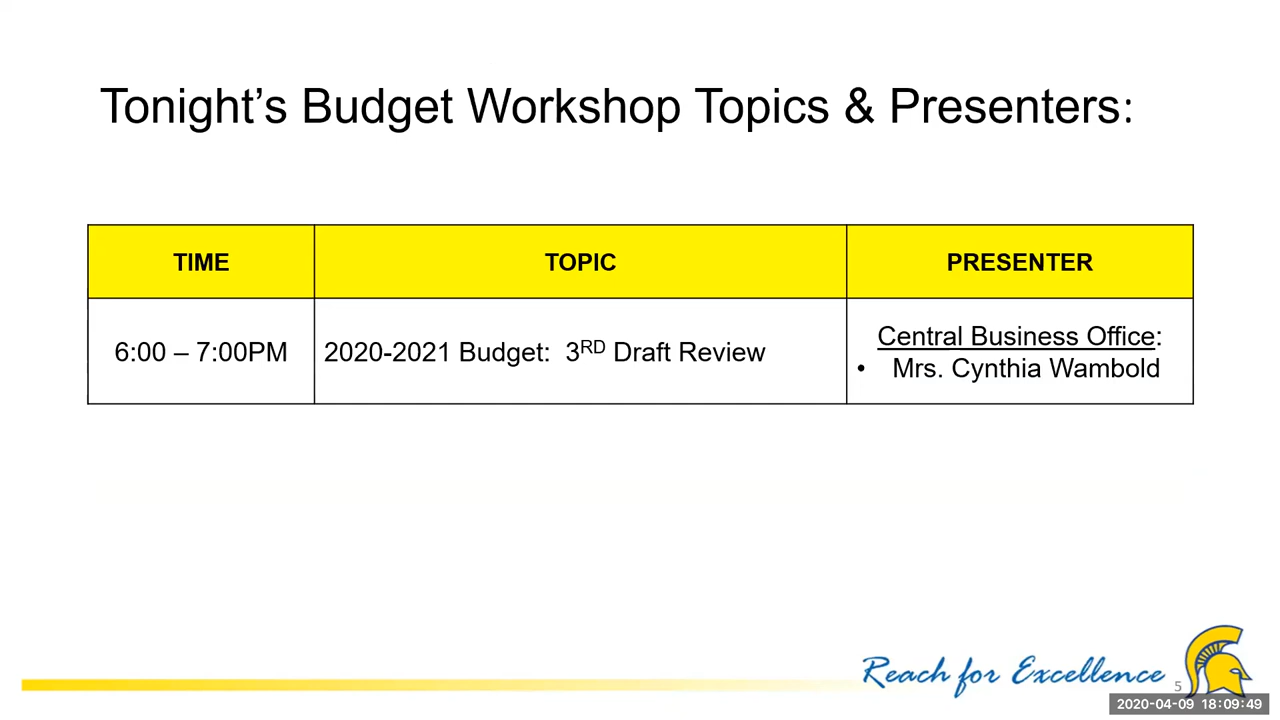 Tonight’s Budget Workshop Topics & Presenters:
TIME
TOPIC
PRESENTER
6:00 – 7:00PM
2020-2021 Budget:  3RD Draft Review
Central Business Office:
• Mrs. Cynthia Wambold
Reach for Excellence
5
2020-04-09 18:09:49